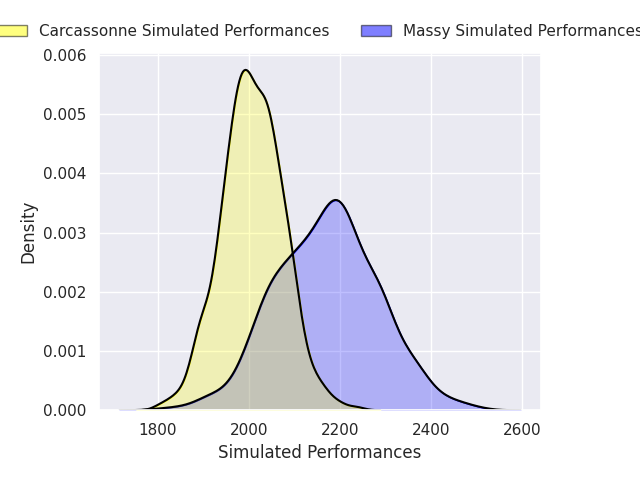 Carcassonne Simulated Performances
Massy Simulated Performances
0.006
0.005
0.004
0.003
0.002
0.001
0.000
Density
1800 2000 2200 2400 2600
Simulated Performances